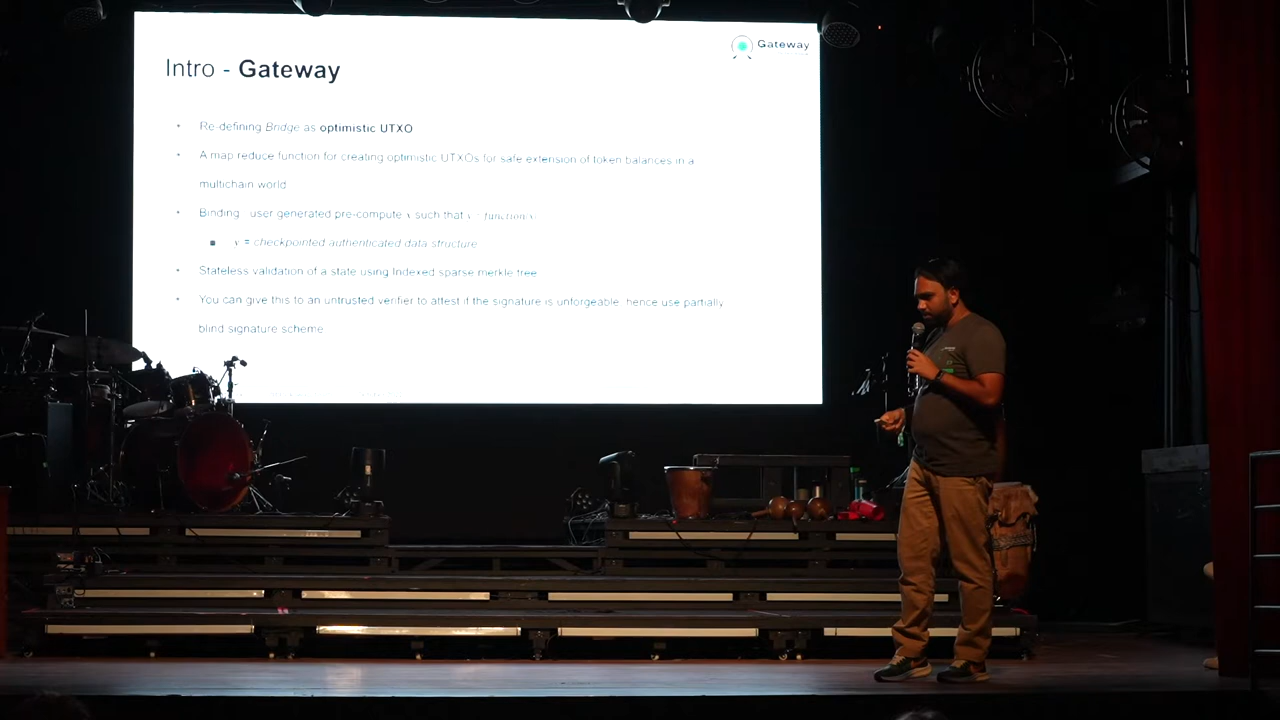 Gateway
Intro - Gateway
Re-defining Bridge as optimistic UTXO
A map reduce function for creating optimistic UTXOs for safe extension of token balances in a
multichain world
Binding user generated pre-compute such that = function
= checkpointed authenticated data structure
Stateless validation of a state using Indexed sparse merkle tree
You can give this to an untrusted verifier to attest if the signature is unforgeable hence use partially
blind signature scheme